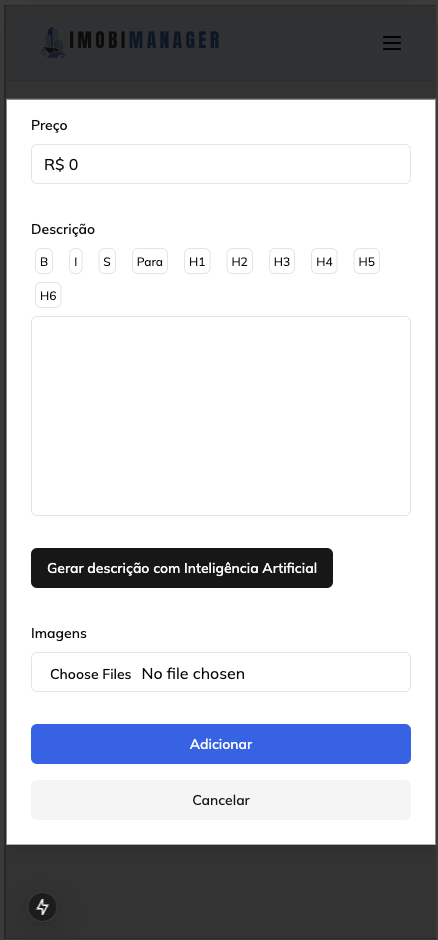 IMOBIMANAGER
Preço
R$ 0
Descrição
B I S Para H1 H2 H3 H4 H5
H6
Gerar descrição com Inteligência Artificial
Imagens
Choose Files No file chosen
Adicionar
Cancelar